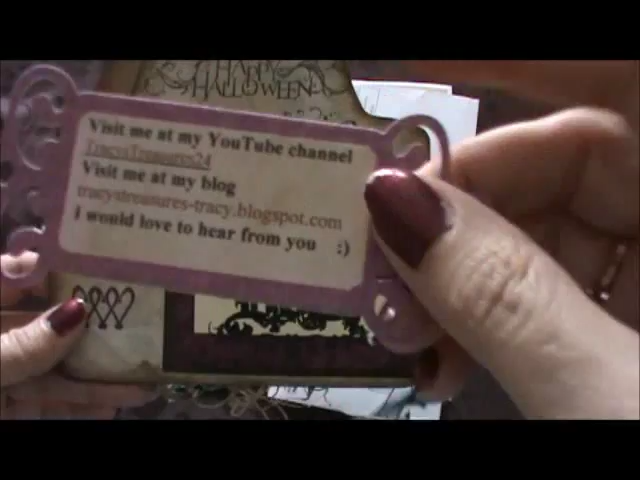 HAPPY
HALLOWEEN
Visit me at my YouTube channel
TracysTreasures24
Visit me at my blog
tracystreasures-tracy.blogspot.com
I would love to hear from you :)